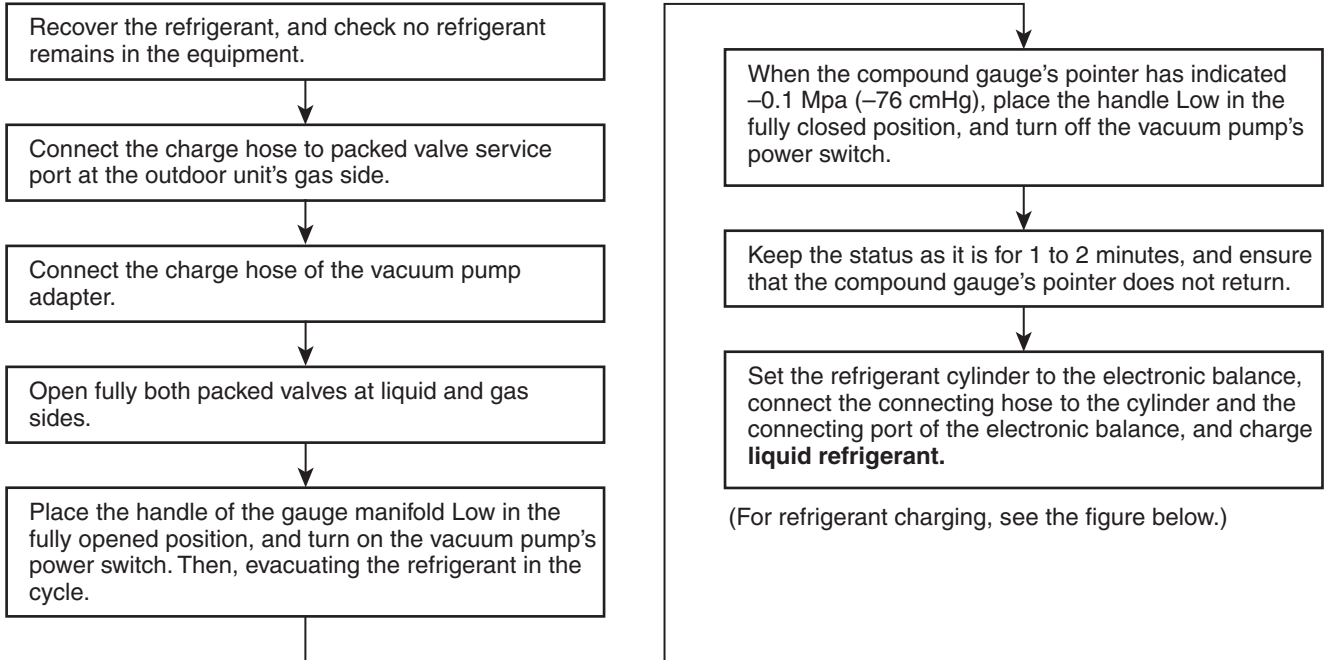 Recover the refrigerant, and check no refrigerant
remains in the equipment.
Connect the charge hose to packed valve service
port at the outdoor unit's gas side.
Connect the charge hose of the vacuum pump
adapter.
Open fully both packed valves at liquid and gas
sides.
Place the handle of the gauge manifold Low in the
fully opened position, and turn on the vacuum pump's
power switch. Then, evacuating the refrigerant in the
cycle.
When the compound gauge's pointer has indicated
–0.1 Mpa (–76 cmHg), place the handle Low in the
fully closed position, and turn off the vacuum pump's
power switch.
Keep the status as it is for 1 to 2 minutes, and ensure
that the compound gauge's pointer does not return.
Set the refrigerant cylinder to the electronic balance,
connect the connecting hose to the cylinder and the
connecting port of the electronic balance, and charge
liquid refrigerant.
(For refrigerant charging, see the figure below.)